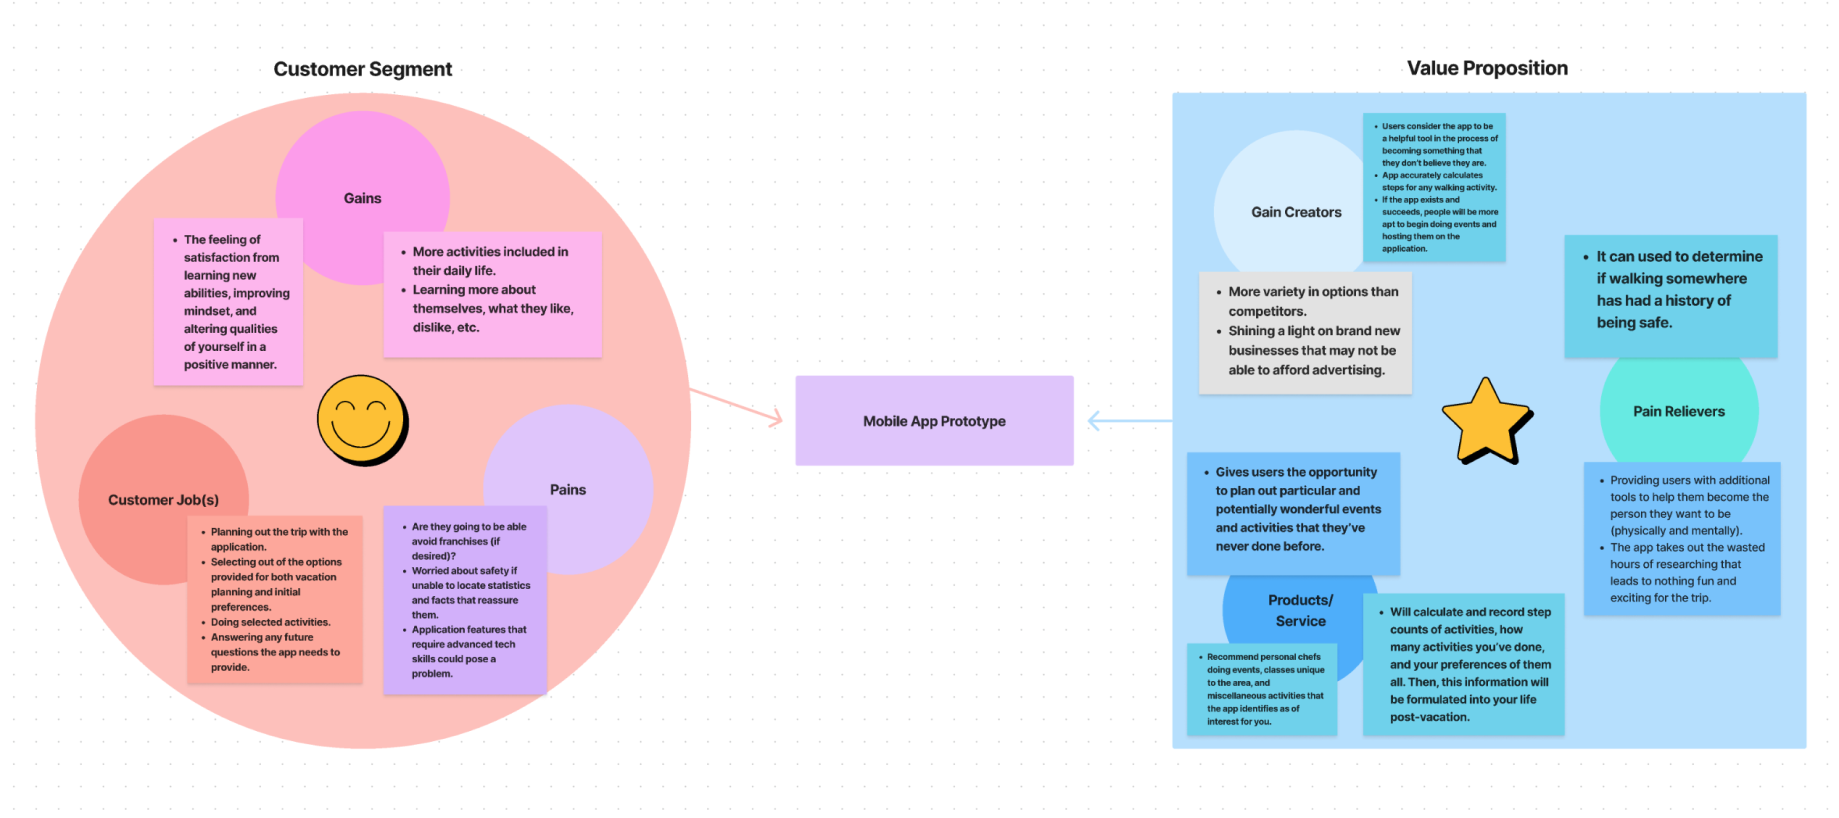 Customer Segment
Gains
• The feeling of
satisfaction from
learning new
abilities, improving
mindset, and
altering qualities
of yourself in a
positive manner.
• More activities included in
their daily life.
• Learning more about
themselves, what they like,
dislike, etc.
Customer Job(s)
• Planning out the trip with the
application.
• Selecting out of the options
provided for both vacation
planning and initial
preferences.
• Doing selected activities.
• Answering any future
questions the app needs to
provide.
Pains
• Are they going to be able
avoid franchises (if
desired)?
• Worried about safety if
unable to locate statistics
and facts that reassure
them.
• Application features that
require advanced tech
skills could pose a
problem.
Mobile App Prototype
Value Proposition
Gain Creators
• Users consider the app to be
a helpful tool in the process of
becoming something that
they don't believe they are.
• App accurately calculates
stops for any walking activity.
• If the app exists and
succeeds, people will be more
apt to begin doing events and
hosting them on the
application.
• More variety in options than
competitors.
• Shining a light on brand new
businesses that may not be
able to afford advertising.
• It can used to determine
if walking somewhere
has had a history of
being safe.
Pain Relievers
• Providing users with additional
tools to help them become the
person they want to be
(physically and mentally).
• The app takes out the wasted
hours of researching that
leads to nothing fun and
exciting for the trip.
• Gives users the opportunity
to plan out particular and
potentially wonderful events
and activities that they've
never done before.
Products/
Service
• Recommend personal chefs
doing events, classes unique
to the area, and
miscellaneous activities that
the app identifies as of
interest for you.
• Will calculate and record step
counts of activities, how
many activities you've done,
and your preferences of them
all. Then, this information will
be formulated into your life
post-vacation.